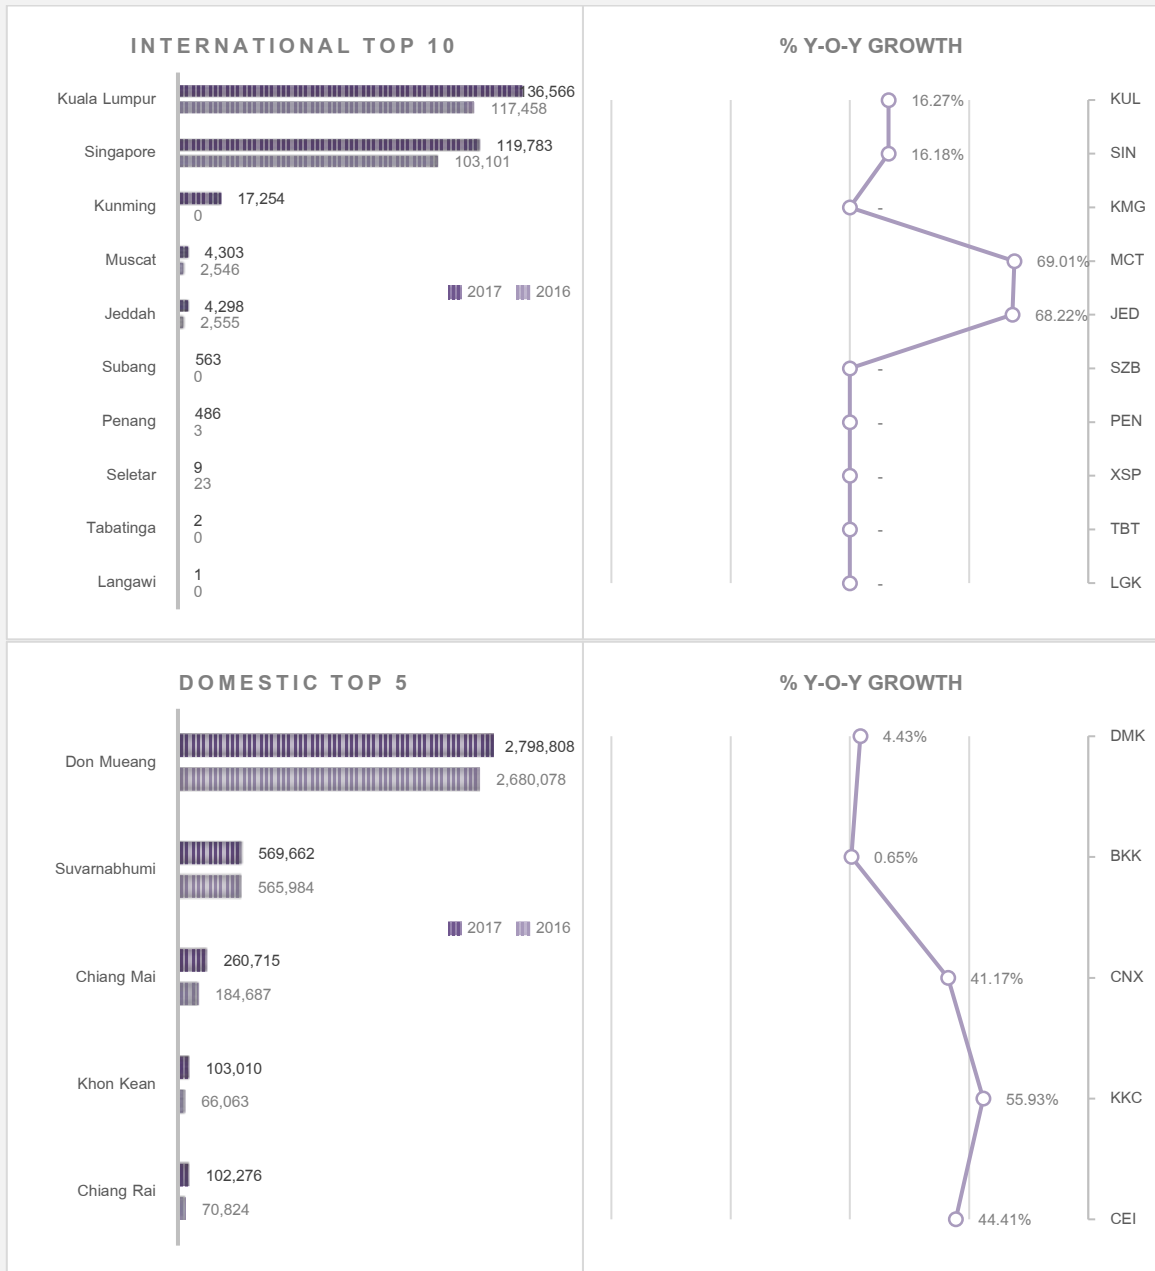 INTERNATIONAL TOP 10
Kuala Lumpur
36,566
117,458
Singapore
119,783
103,101
Kunming
17,254
0
Muscat
4,303
2,546
2017 2016
Jeddah
4,298
2,555
Subang
563
0
Penang
486
3
Seletar
9
23
Tabatinga
2
0
Langawi
1
0
% Y-O-Y GROWTH
16.27% KUL
16.18% SIN
- KMG
69.01% MCT
68.22% JED
- SZB
- PEN
- XSP
- TBT
- LGK
DOMESTIC TOP 5
Don Mueang
2,798,808
2,680,078
Suvarnabhumi
569,662
565,984
2017 2016
Chiang Mai
260,715
184,687
Khon Kean
103,010
66,063
Chiang Rai
102,276
70,824
% Y-O-Y GROWTH
4.43% DMK
0.65% BKK
41.17% CNX
55.93% KKC
44.41% CEI